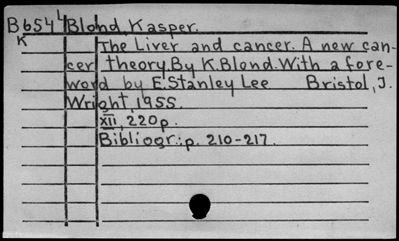 B6544 Blond, Kasper.
K
The Liver and cancer. A new can-
cer theory. By K. Blond. With a fore-
word by E. Stanley Lee Bristol, J.
Wright, 1955.
XII, 220 p.
Bibliogr.: p. 210-217.